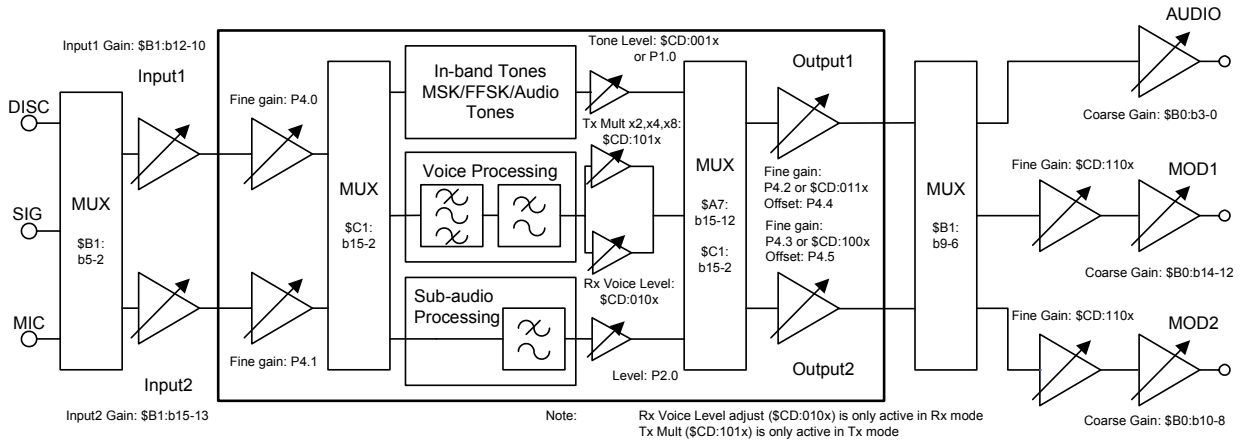 AUDIO
Input1 Gain: $B1:b12-10
Tone Level: $CD:001x
or P1.0
Input1
Output1
In-band Tones
MSK/FFSK/Audio
Tones
DISC
Fine gain: P4.0
Coarse Gain: $B0:b3-0
Tx Mult x2,x4,x8:
$CD:101x
MUX
$B1:
b5-2
MUX
$C1:
b15-2
Voice Processing
MUX
$A7:
b15-12
$C1:
b15-2
Fine gain:
P4.2 or $CD:011x
Offset: P4.4
Fine gain:
P4.3 or $CD:100x
Offset: P4.5
MUX
$B1:
b9-6
Fine Gain: $CD:110x
MOD1
SIG
Coarse Gain: $B0:b14-12
Rx Voice Level:
$CD:010x
Sub-audio
Processing
MIC
Fine Gain: $CD:110x
MOD2
Fine gain: P4.1
Level: P2.0
Input2
Output2
Input2 Gain: $B1:b15-13
Coarse Gain: $B0:b10-8
Note: Rx Voice Level adjust ($CD:010x) is only active in Rx mode
Tx Mult ($CD:101x) is only active in Tx mode